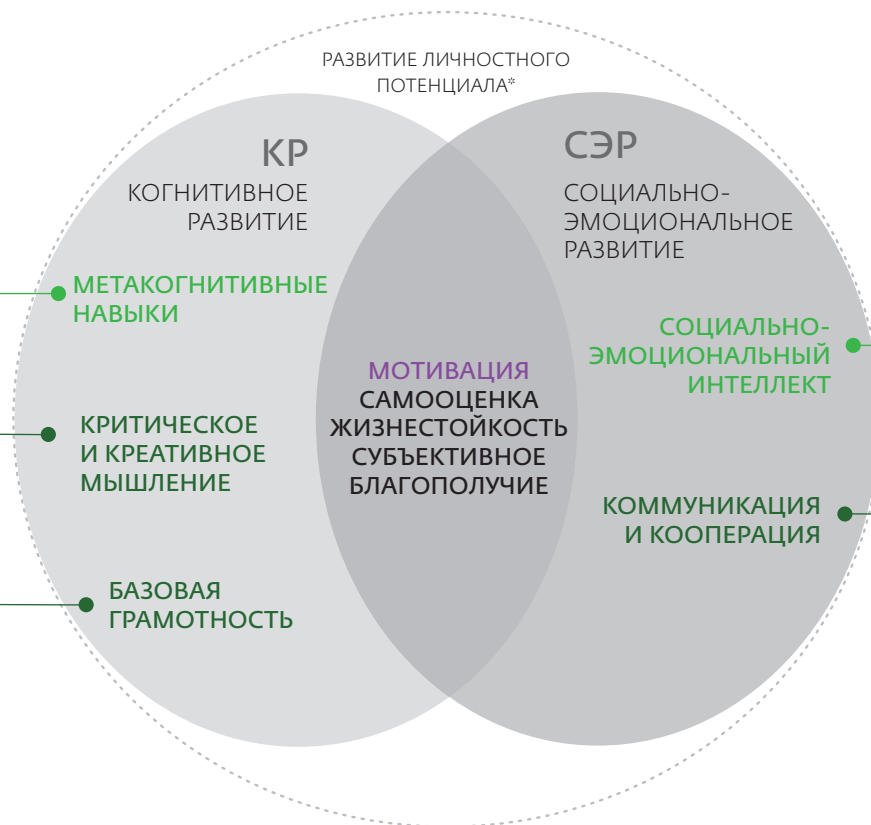 РАЗВИТИЕ ЛИЧНОСТНОГО
ПОТЕНЦИАЛА*
КР
КОГНИТИВНОЕ
РАЗВИТИЕ
СЭР
СОЦИАЛЬНО-
ЭМОЦИОНАЛЬНОЕ
РАЗВИТИЕ
МЕТАКОГНИТИВНЫЕ
НАВЫКИ
КРИТИЧЕСКОЕ
И КРЕАТИВНОЕ
МЫШЛЕНИЕ
БАЗОВАЯ
ГРАМОТНОСТЬ
МОТИВАЦИЯ
САМООЦЕНКА
ЖИЗНЕСТОЙКОСТЬ
СУБЪЕКТИВНОЕ
БЛАГОПОЛУЧИЕ
СОЦИАЛЬНО-
ЭМОЦИОНАЛЬНЫЙ
ИНТЕЛЛЕКТ
КОММУНИКАЦИЯ
И КООПЕРАЦИЯ